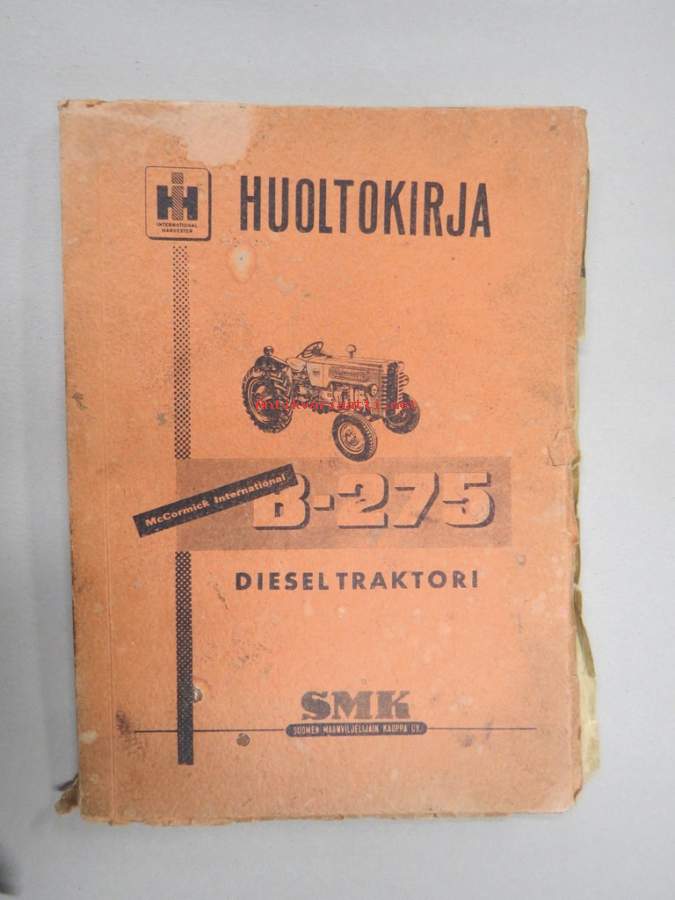 IH
INTERNATIONAL
HARVESTER
HUOLTOKIRJA
McCormick International
B-275
DIESELTRAKTORI
SMK
SUOMEN MAANVILJELIJAIN KAUPPA OY.